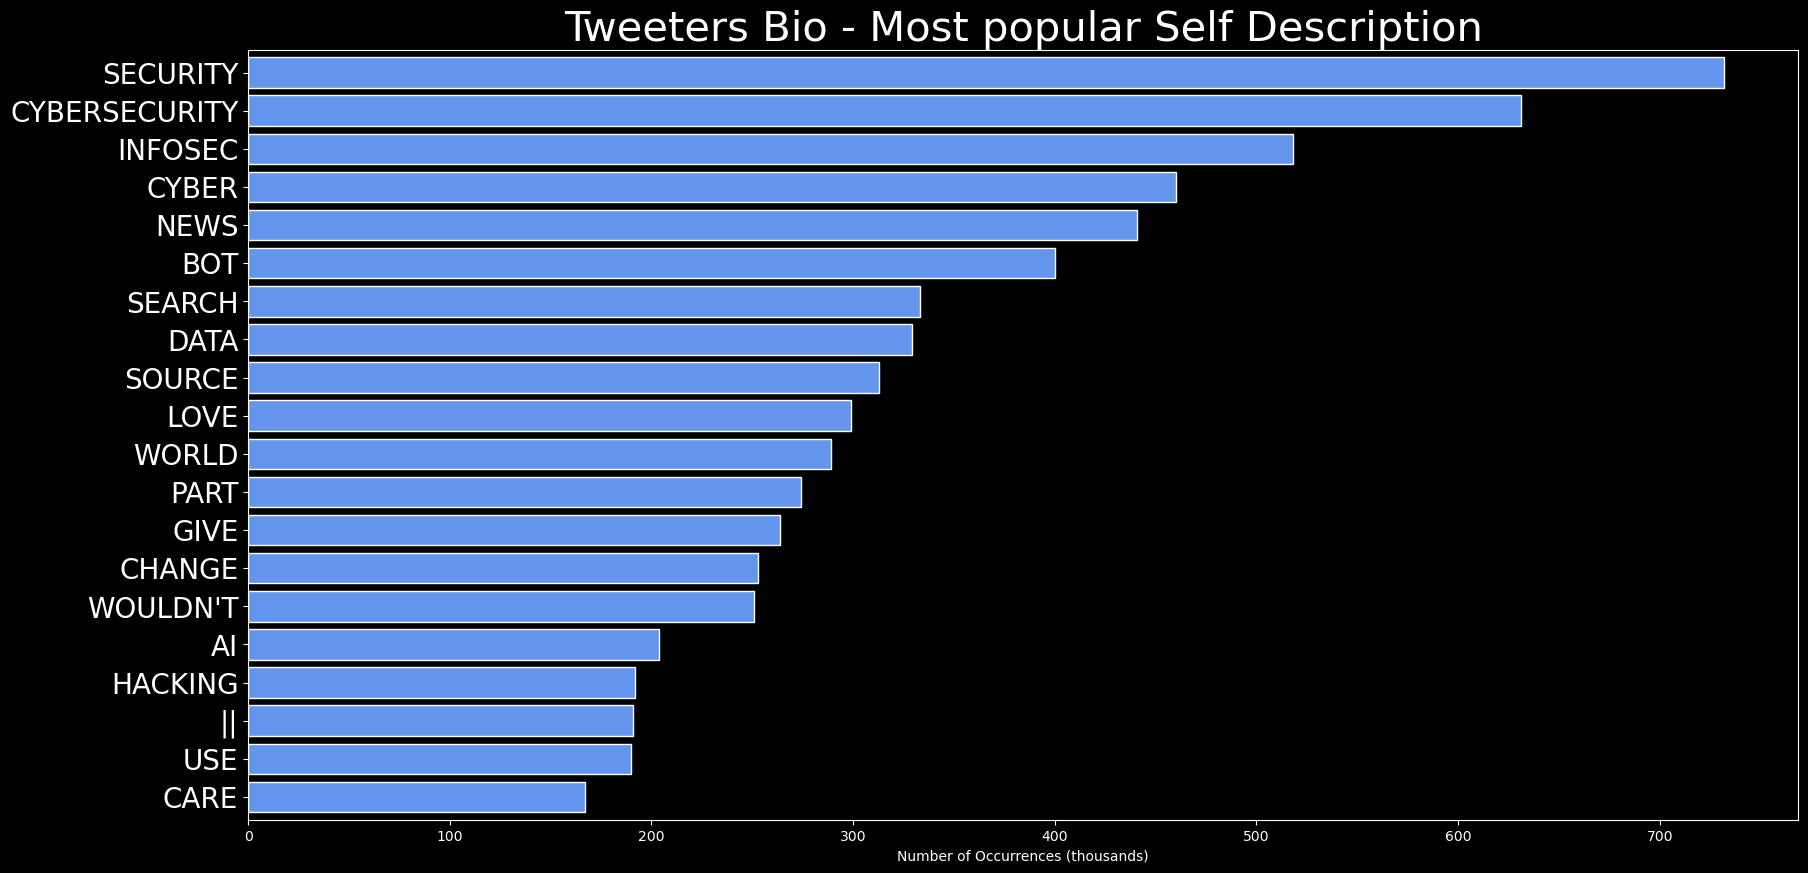 Tweeters Bio - Most popular Self Description
SECURITY
CYBERSECURITY
INFOSEC
CYBER
NEWS
BOT
SEARCH
DATA
SOURCE
LOVE
WORLD
PART
GIVE
CHANGE
WOULDN'T
AI
HACKING
||
USE
CARE
0 100 200 300 400 500 600 700
Number of Occurrences (thousands)